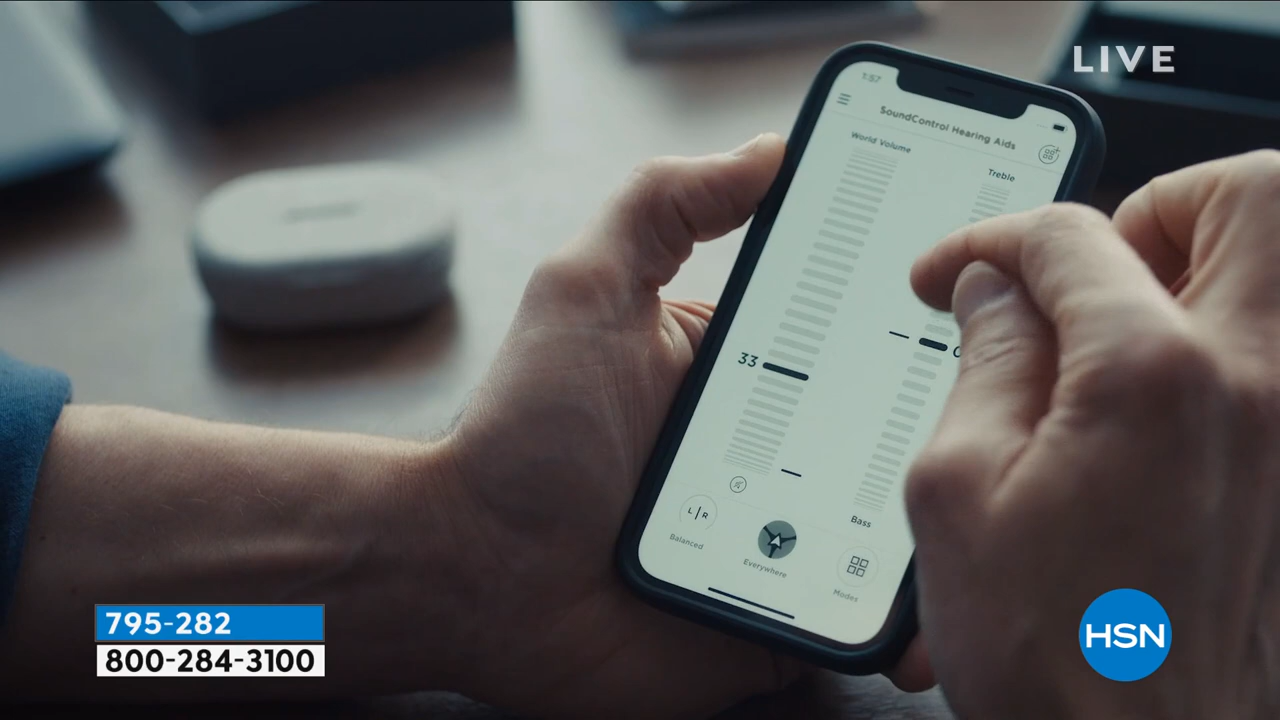 LIVE
1:57
SoundControl Hearing Aids
World Volume
Treble
33
Bass
L | R
Balanced
Everywhere
Modes
795-282
800-284-3100
HSN